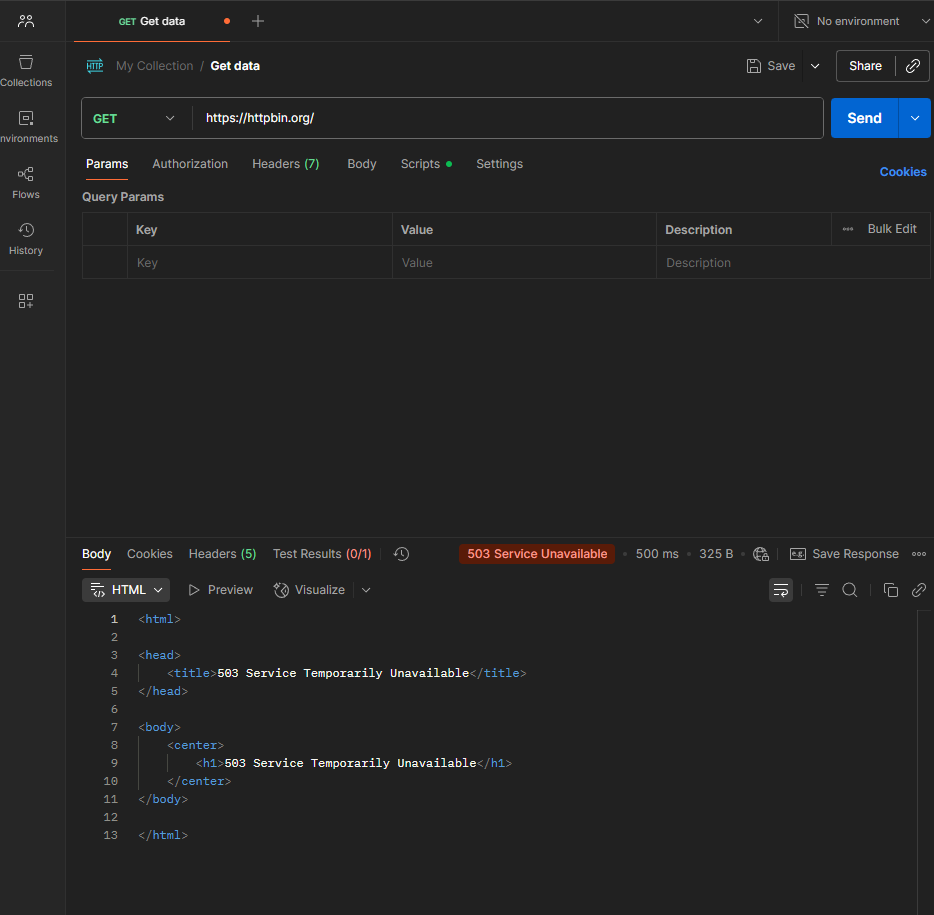 GET Get data
No environment
Collections
HTTP My Collection / Get data
Save
Share
nvironments
GET
https://httpbin.org/
Send
Flows
Params Authorization Headers (7) Body Scripts Settings
Cookies
History
Query Params
Key Value Description Bulk Edit
Key Value Description
Body Cookies Headers (5) Test Results (0/1) 503 Service Unavailable 500 ms 325 B e.g. Save Response
HTML Preview Visualize
1 <html>
2
3 <head>
4 <title>503 Service Temporarily Unavailable</title>
5 </head>
6
7 <body>
8 <center>
9 <h1>503 Service Temporarily Unavailable</h1>
10 </center>
11 </body>
12
13 </html>